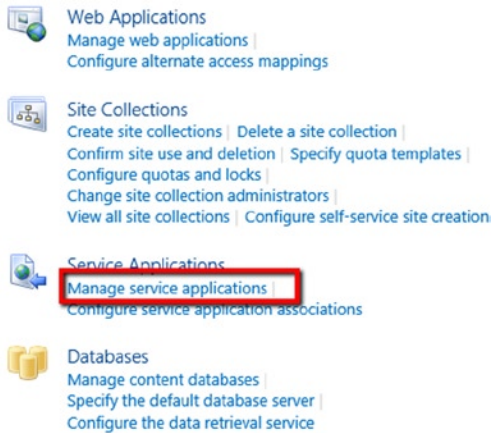 Web Applications
Manage web applications |
Configure alternate access mappings
Site Collections
Create site collections | Delete a site collection |
Confirm site use and deletion | Specify quota templates |
Configure quotas and locks |
Change site collection administrators |
View all site collections | Configure self-service site creation
Service Applications
Manage service applications |
Configure service application associations
Databases
Manage content databases |
Specify the default database server |
Configure the data retrieval service